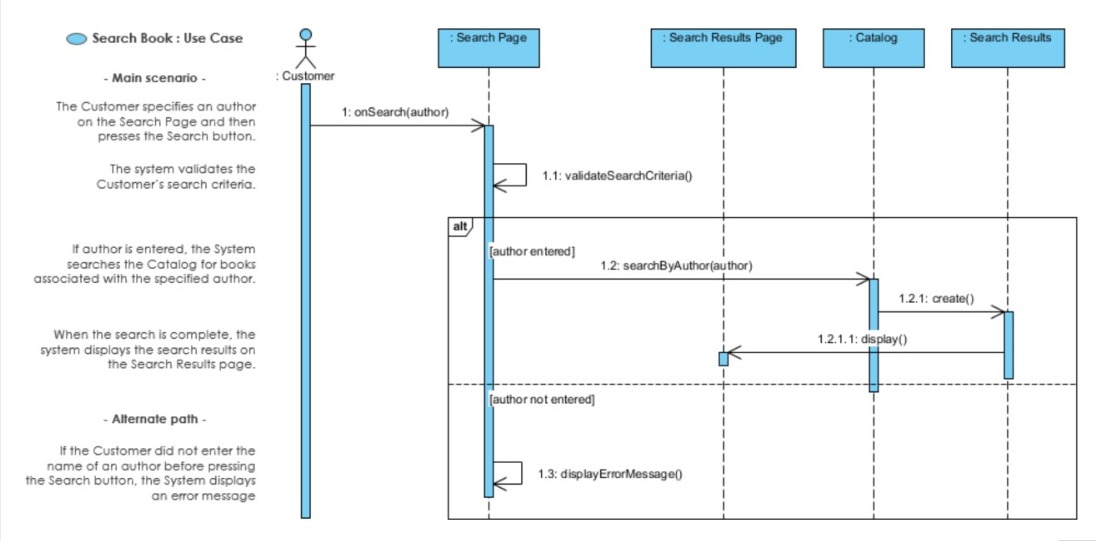 Search Book : Use Case
- Main scenario -
The Customer specifies an author
on the Search Page and then
presses the Search button.
The system validates the
Customer's search criteria.
If author is entered, the System
searches the Catalog for books
associated with the specified author.
When the search is complete, the
system displays the search results on
the Search Results page.
- Alternate path -
If the Customer did not enter the
name of an author before pressing
the Search button, the System displays
an error message
: Customer
: Search Page
: Search Results Page
: Catalog
: Search Results
1: onSearch(author)
1.1: validateSearchCriteria()
alt
[author entered]
1.2: searchByAuthor(author)
1.2.1: create()
1.2.1.1: display()
[author not entered]
1.3: displayErrorMessage()